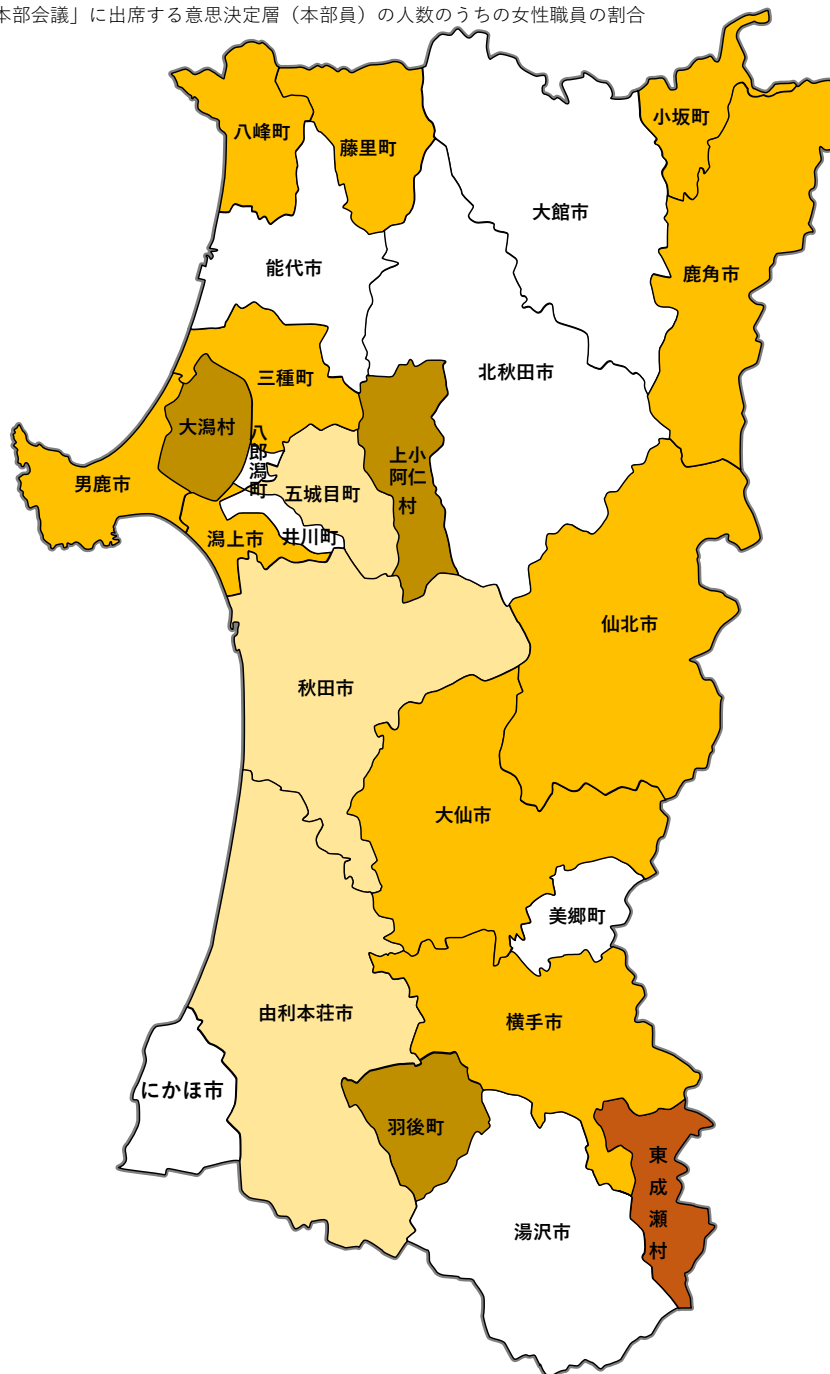 本部会議」に出席する意思決定層（本部員）の人数のうちの女性職員の割合
八峰町
藤里町
小坂町
大館市
能代市
鹿角市
北秋田市
三種町
大潟村
八郎潟町
上小阿仁村
男鹿市
五城目町
潟上市
井川町
仙北市
秋田市
大仙市
美郷町
由利本荘市
横手市
にかほ市
羽後町
東成瀬村
湯沢市